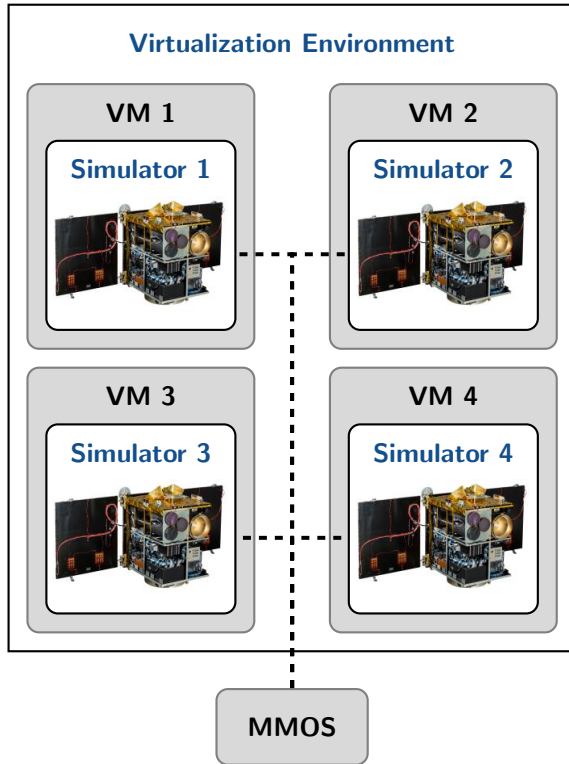 Virtualization Environment
VM 1
Simulator 1
VM 2
Simulator 2
VM 3
Simulator 3
VM 4
Simulator 4
MMOS